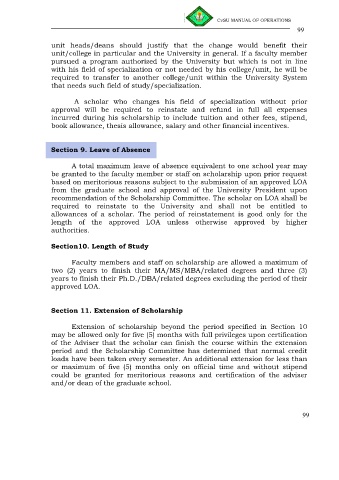 CvSU MANUAL OF OPERATIONS
99
unit heads/deans should justify that the change would benefit their
unit/college in particular and the University in general. If a faculty member
pursued a program authorized by the University but which is not in line
with his field of specialization or not needed by his college/unit, he will be
required to transfer to another college/unit within the University System
that needs such field of study/specialization.
A scholar who changes his field of specialization without prior
approval will be required to reinstate and refund in full all expenses
incurred during his scholarship to include tuition and other fees, stipend,
book allowance, thesis allowance, salary and other financial incentives.
Section 9. Leave of Absence
A total maximum leave of absence equivalent to one school year may
be granted to the faculty member or staff on scholarship upon prior request
based on meritorious reasons subject to the submission of an approved LOA
from the graduate school and approval of the University President upon
recommendation of the Scholarship Committee. The scholar on LOA shall be
required to reinstate to the University and shall not be entitled to
allowances of a scholar. The period of reinstatement is good only for the
length of the approved LOA unless otherwise approved by higher
authorities.
Section10. Length of Study
Faculty members and staff on scholarship are allowed a maximum of
two (2) years to finish their MA/MS/MBA/related degrees and three (3)
years to finish their Ph.D./DBA/related degrees excluding the period of their
approved LOA.
Section 11. Extension of Scholarship
Extension of scholarship beyond the period specified in Section 10
may be allowed only for five (5) months with full privileges upon certification
of the Adviser that the scholar can finish the course within the extension
period and the Scholarship Committee has determined that normal credit
loads have been taken every semester. An additional extension for less than
or maximum of five (5) months only on official time and without stipend
could be granted for meritorious reasons and certification of the adviser
and/or dean of the graduate school.
99